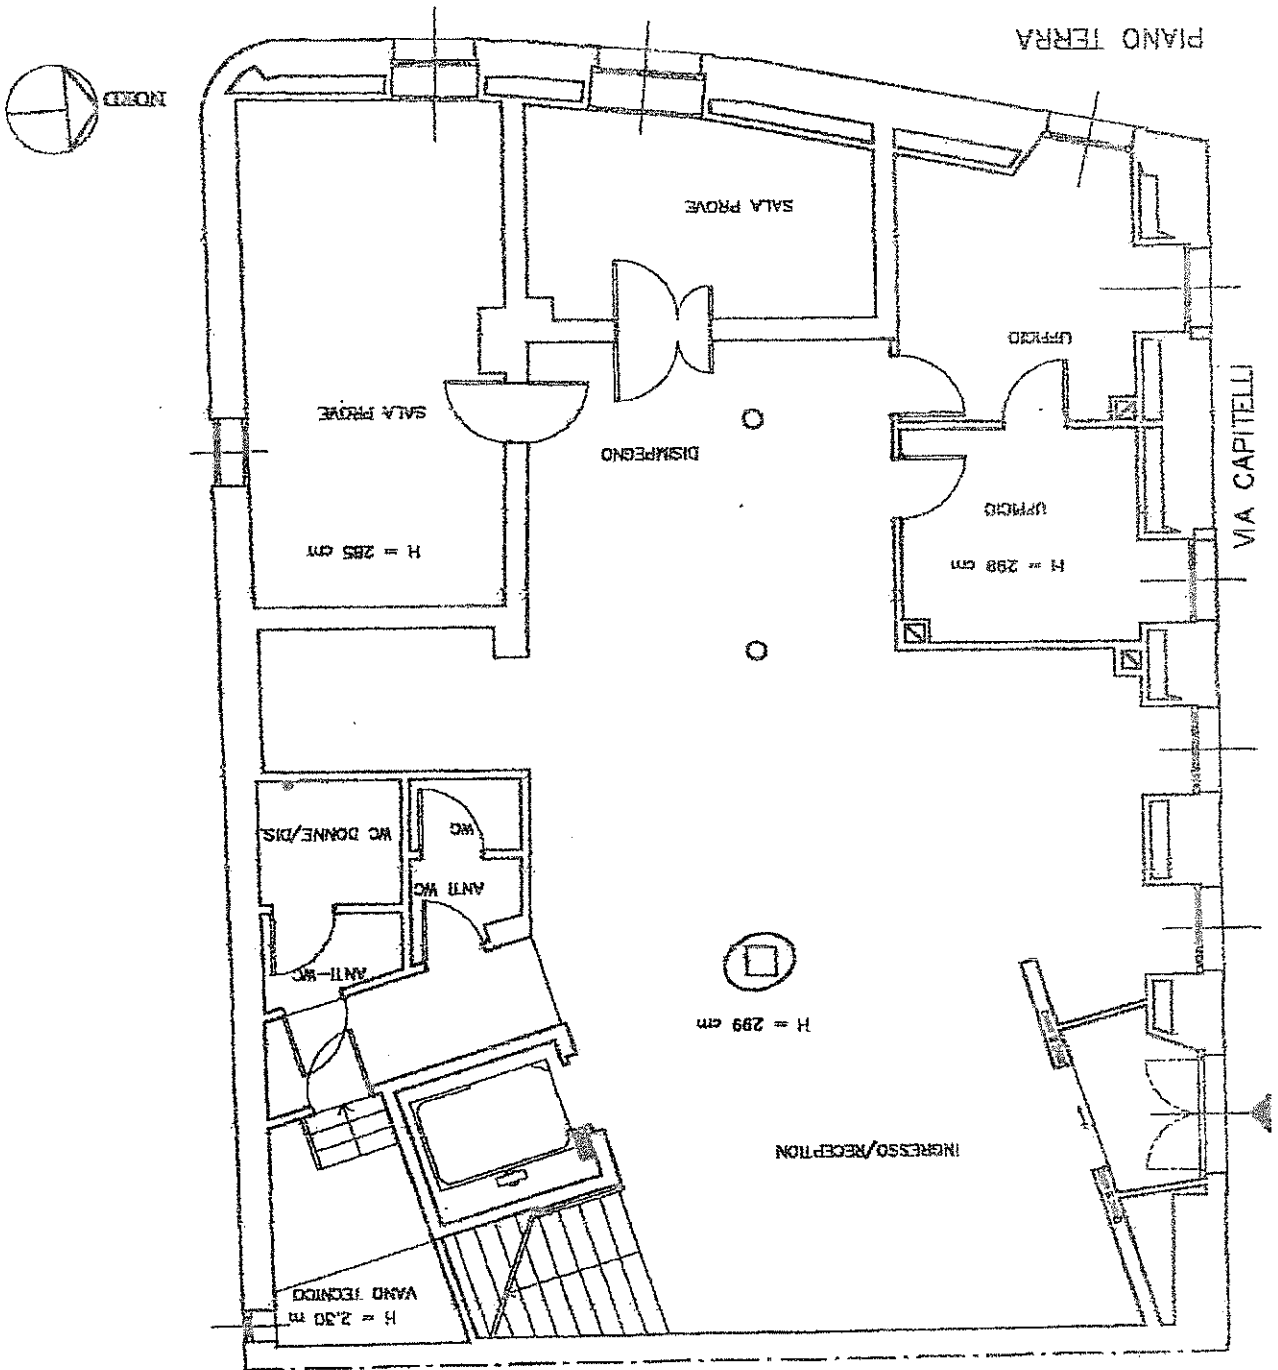 H = 2.30 m
VANO TECNICO
INGRESSO/RECEPTION
H = 299 cm
ANTI-WC
ANTI WC
WC
WC DONNE/DIS.
H = 299 cm
UFFICIO
H = 285 cm
DISIMPEGNO
SALA PROVE
UFFICIO
SALA PROVE
VIA CAPITELLI
NORD
PIANO TERRA